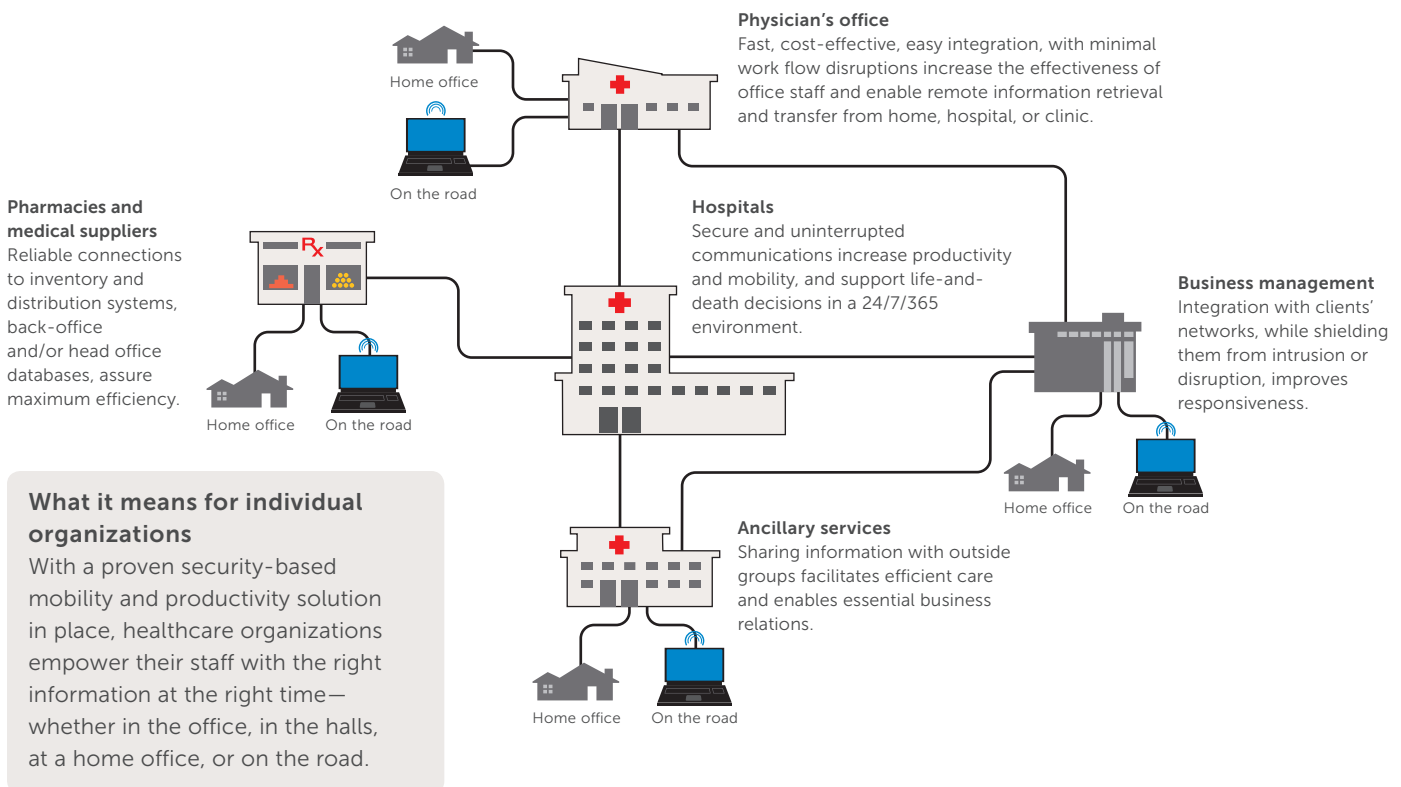 Physician’s office
Fast, cost-effective, easy integration, with minimal
work flow disruptions increase the effectiveness of
office staff and enable remote information retrieval
and transfer from home, hospital, or clinic.
Home office
On the road
Pharmacies and
medical suppliers
Reliable connections
to inventory and
distribution systems,
back-office
and/or head office
databases, assure
maximum efficiency.
Rx
Home office
On the road
Hospitals
Secure and uninterrupted
communications increase productivity
and mobility, and support life-and-
death decisions in a 24/7/365
environment.
Business management
Integration with clients’
networks, while shielding
them from intrusion or
disruption, improves
responsiveness.
Home office
On the road
What it means for individual
organizations
With a proven security-based
mobility and productivity solution
in place, healthcare organizations
empower their staff with the right
information at the right time—
whether in the office, in the halls,
at a home office, or on the road.
Ancillary services
Sharing information with outside
groups facilitates efficient care
and enables essential business
relations.
Home office
On the road